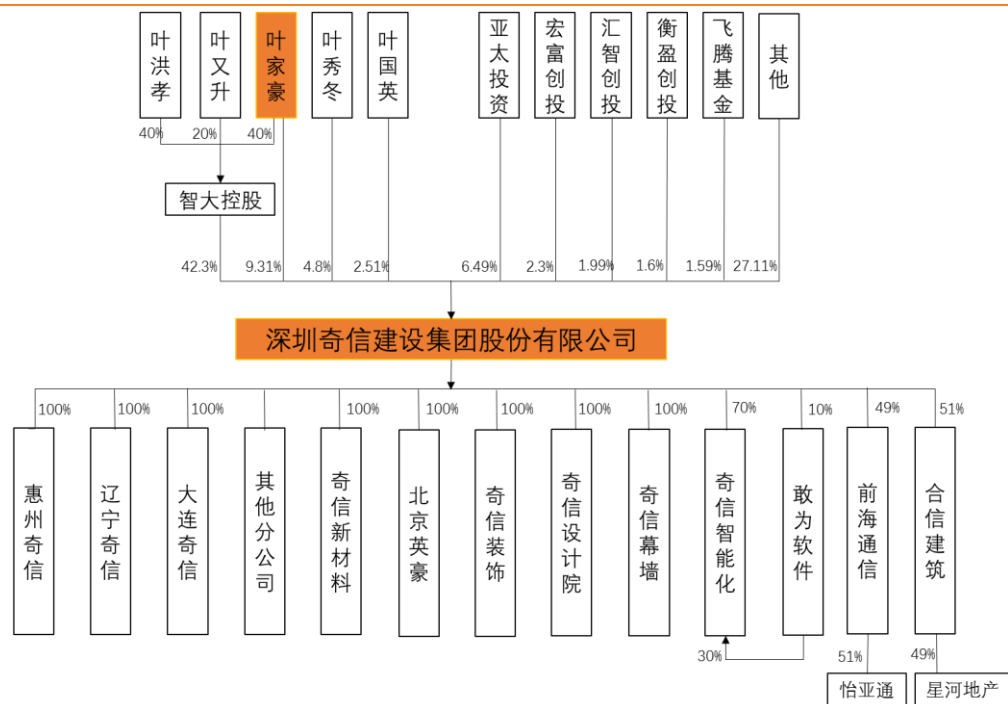 叶洪孝
叶又升
叶家豪
叶秀冬
叶国英
亚太投资
宏富创投
汇智创投
衡盈创投
飞腾基金
其他
40%
20%
40%
智大控股
42.3%
9.31%
4.8%
2.51%
6.49%
2.3%
1.99%
1.6%
1.59%
27.11%
深圳奇信建设集团股份有限公司
100%
100%
100%
100%
100%
100%
100%
100%
70%
10%
49%
51%
惠州奇信
辽宁奇信
大连奇信
其他分公司
奇信新材料
北京英豪
奇信装饰
奇信设计院
奇信幕墙
奇信智能化
敢为软件
前海通信
合信建筑
30%
51%
49%
怡亚通
星河地产